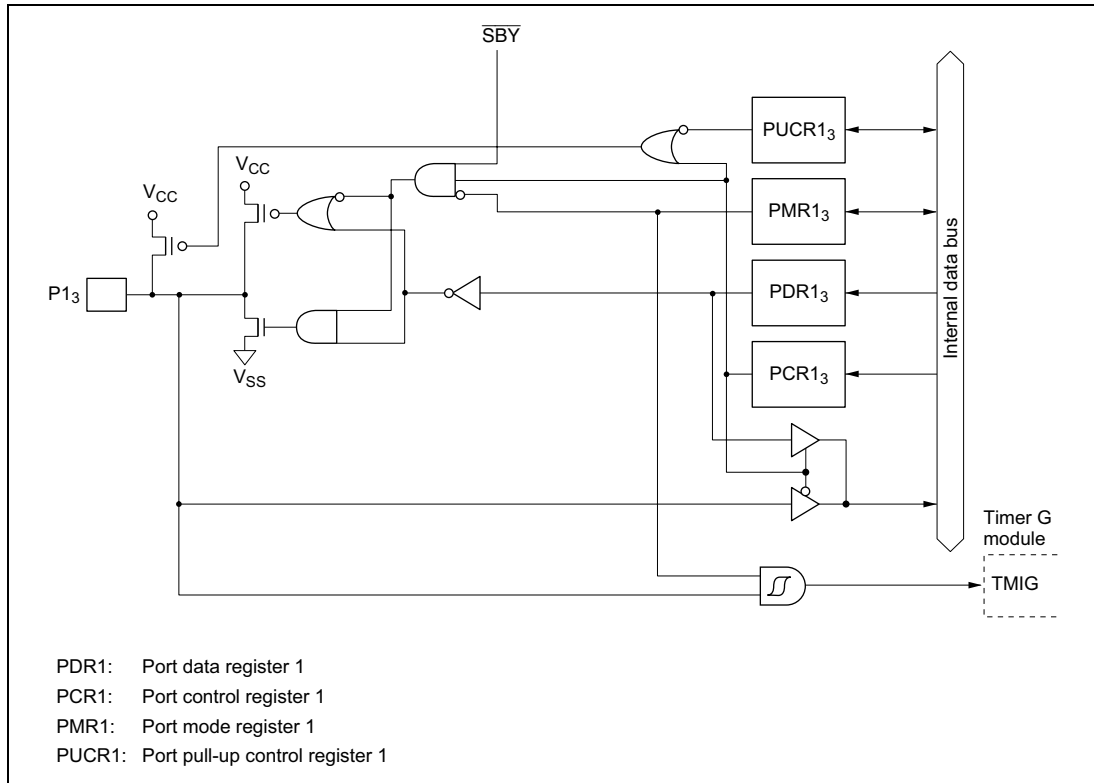 SBY
PUCR1₃
V_CC
PMR1₃
V_CC
PDR1₃
P1₃
Internal data bus
PCR1₃
V_SS
Timer G
module
TMIG
PDR1: Port data register 1
PCR1: Port control register 1
PMR1: Port mode register 1
PUCR1: Port pull-up control register 1